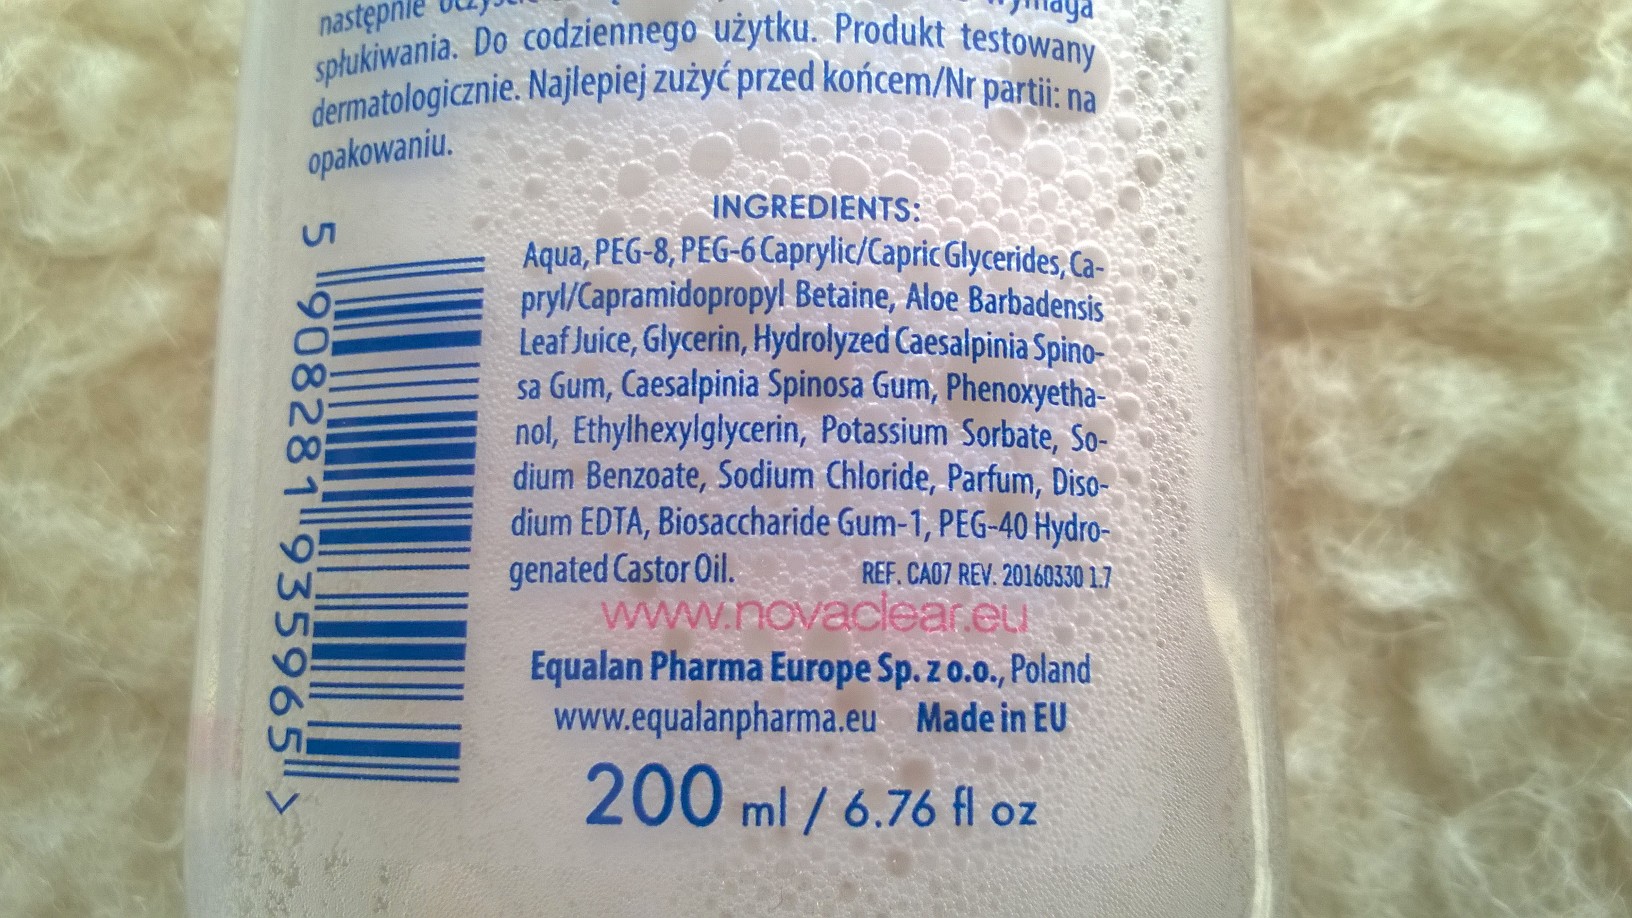 następnie
spłukiwania. Do codziennego użytku. Produkt testowany
dermatologicznie. Najlepiej zużyć przed końcem/Nr partii: na
opakowaniu.
INGREDIENTS:
Aqua, PEG-8, PEG-6 Caprylic/Capric Glycerides, Ca-
pryl/Capramidopropyl Betaine, Aloe Barbadensis
Leaf Juice, Glycerin, Hydrolyzed Caesalpinia Spino-
sa Gum, Caesalpinia Spinosa Gum, Phenoxyetha-
nol, Ethylhexylglycerin, Potassium Sorbate, So-
dium Benzoate, Sodium Chloride, Parfum, Diso-
dium EDTA, Biosaccharide Gum-1, PEG-40 Hydro-
genated Castor Oil. REF. CA07 REV. 20160330 1.7
www.novaclear.eu
Equalan Pharma Europe Sp. z o.o., Poland
www.equalanpharma.eu Made in EU
200 ml / 6.76 fl oz
5 908281 935965 >